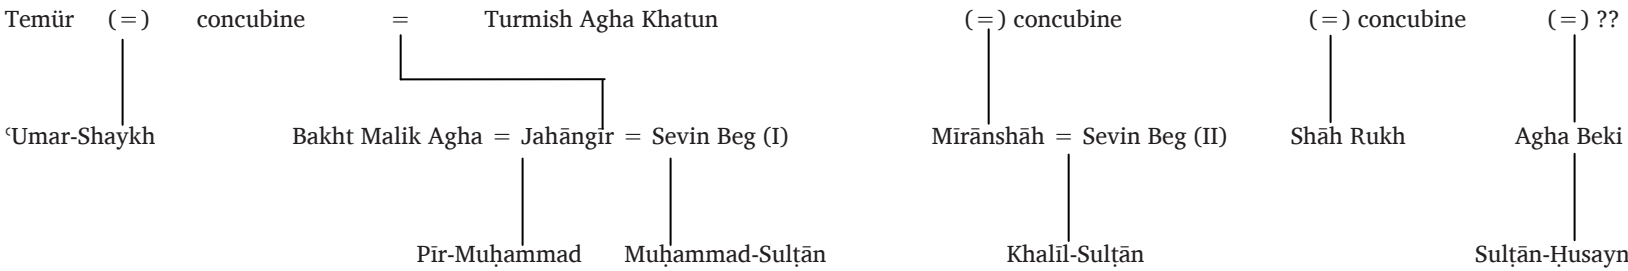 Temür (=) concubine = Turmish Agha Khatun (=) concubine (=) concubine (=) ??
ʿUmar-Shaykh Bakht Malik Agha = Jahāngīr = Sevin Beg (I) Mīrānshāh = Sevin Beg (II) Shāh Rukh Agha Beki
Pīr-Muḥammad Muḥammad-Sulṭān Khalīl-Sulṭān Sulṭān-Ḥusayn